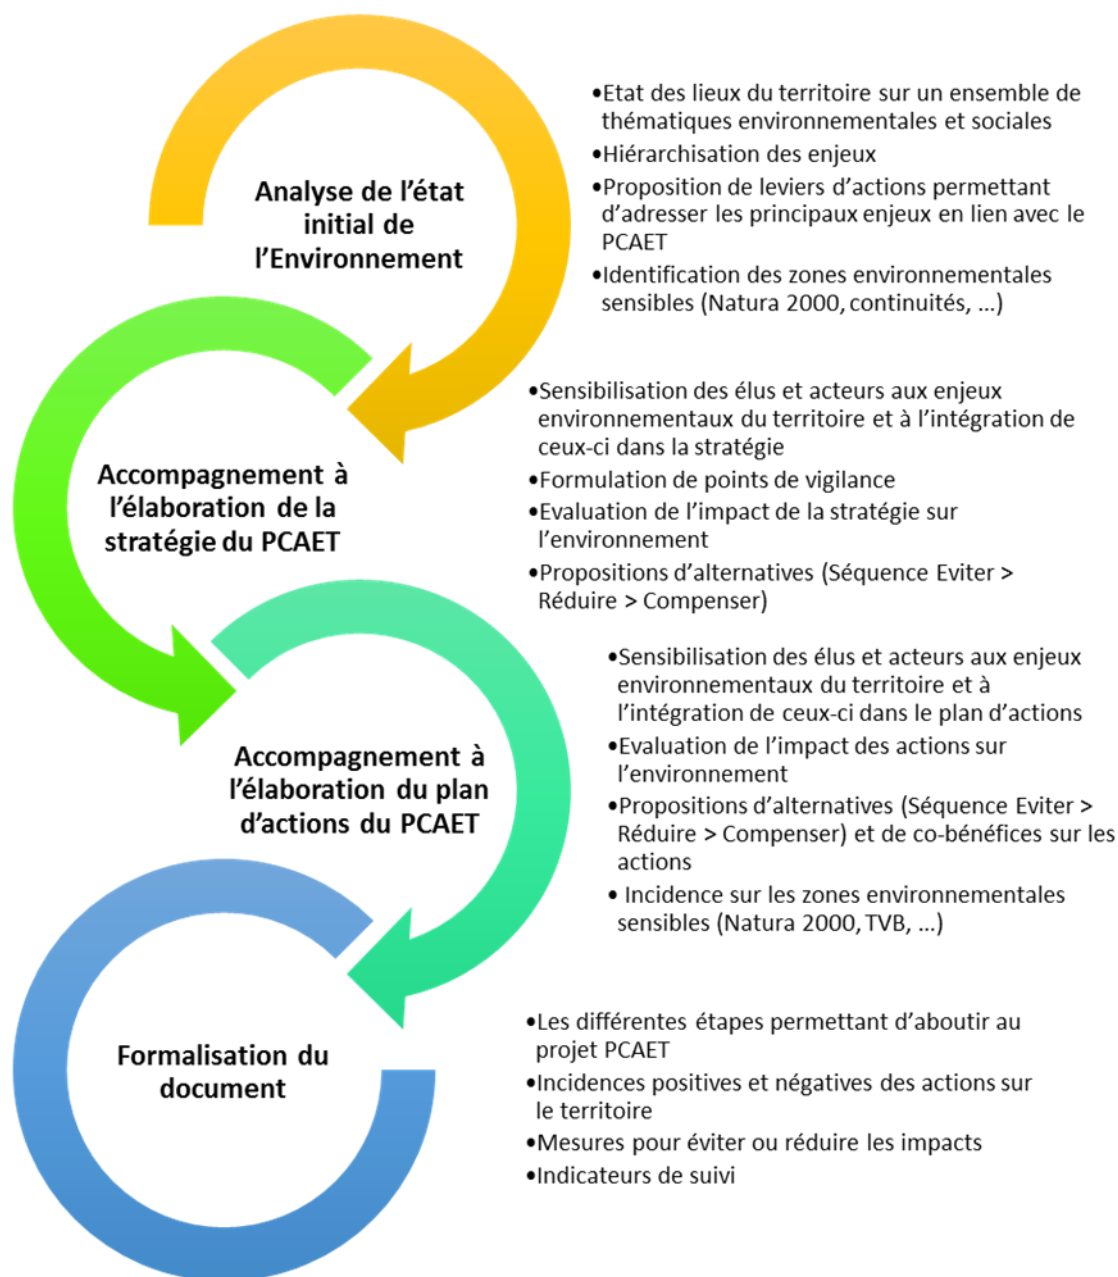 Analyse de l’état
initial de
l’Environnement
•Etat des lieux du territoire sur un ensemble de
thématiques environnementales et sociales
•Hiérarchisation des enjeux
•Proposition de leviers d’actions permettant
d’adresser les principaux enjeux en lien avec le
PCAET
•Identification des zones environnementales
sensibles (Natura 2000, continuités, …)
Accompagnement à
l’élaboration de la
stratégie du PCAET
•Sensibilisation des élus et acteurs aux enjeux
environnementaux du territoire et à l’intégration de
ceux-ci dans la stratégie
•Formulation de points de vigilance
•Evaluation de l’impact de la stratégie sur
l’environnement
•Propositions d’alternatives (Séquence Eviter >
Réduire > Compenser)
Accompagnement à
l’élaboration du plan
d’actions du PCAET
•Sensibilisation des élus et acteurs aux enjeux
environnementaux du territoire et à
l’intégration de ceux-ci dans le plan d’actions
•Evaluation de l’impact des actions sur
l’environnement
•Propositions d’alternatives (Séquence Eviter >
Réduire > Compenser) et de co-bénéfices sur les
actions
• Incidence sur les zones environnementales
sensibles (Natura 2000, TVB, …)
Formalisation du
document
•Les différentes étapes permettant d’aboutir au
projet PCAET
•Incidences positives et négatives des actions sur
le territoire
•Mesures pour éviter ou réduire les impacts
•Indicateurs de suivi